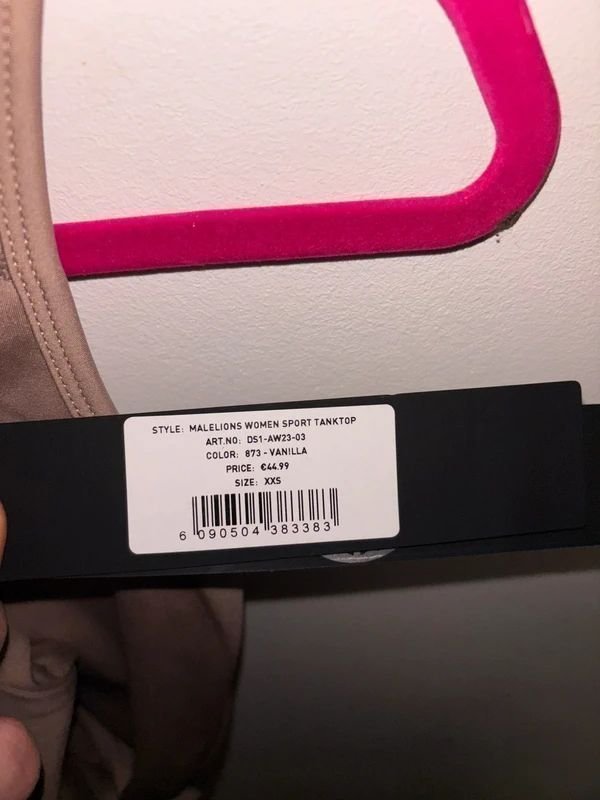 STYLE: MALELIONS WOMEN SPORT TANKTOP
ART.NO: D51-AW23-03
COLOR: 873 - VANILLA
PRICE: €44.99
SIZE: XXS
6 090504 383383